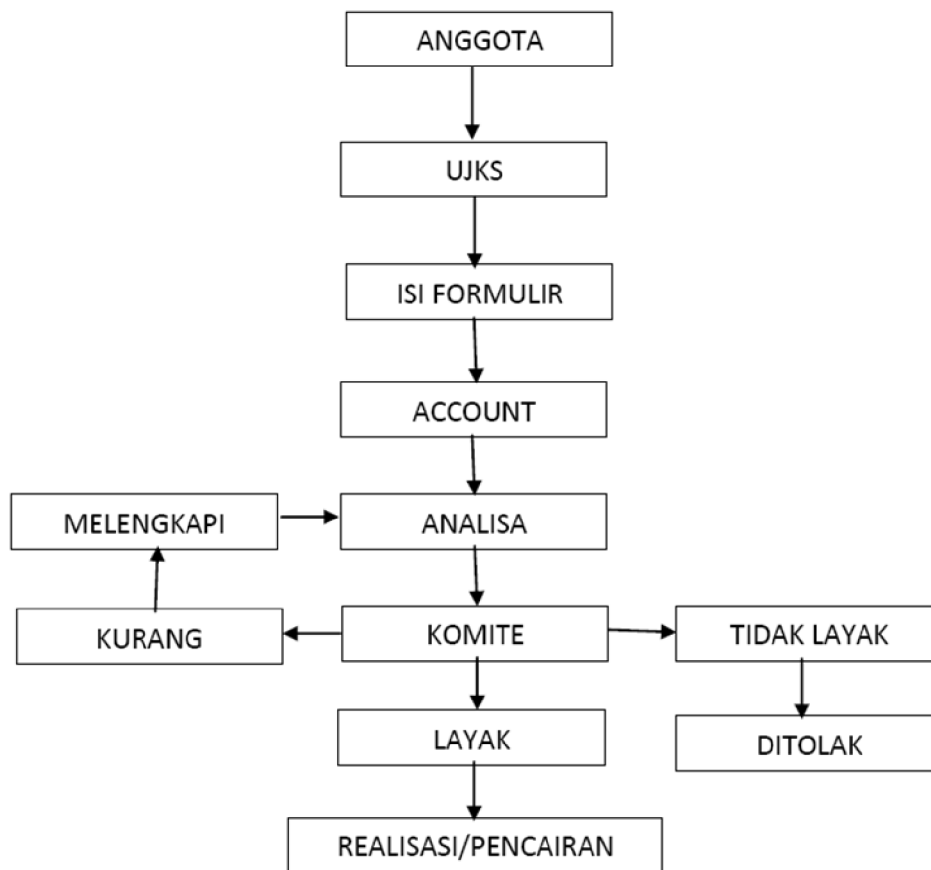 ANGGOTA
UJKS
ISI FORMULIR
ACCOUNT
MELENGKAPI
ANALISA
KURANG
KOMITE
TIDAK LAYAK
LAYAK
DITOLAK
REALISASI/PENCAIRAN